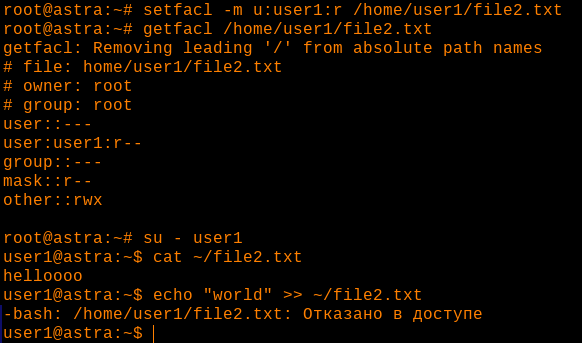 root@astra:~# setfacl -m u:user1:r /home/user1/file2.txt
root@astra:~# getfacl /home/user1/file2.txt
getfacl: Removing leading '/' from absolute path names
# file: home/user1/file2.txt
# owner: root
# group: root
user::---
user:user1:r--
group::---
mask::r--
other::rwx
root@astra:~# su - user1
user1@astra:~$ cat ~/file2.txt
helloooo
user1@astra:~$ echo "world" >> ~/file2.txt
-bash: /home/user1/file2.txt: Отказано в доступе
user1@astra:~$